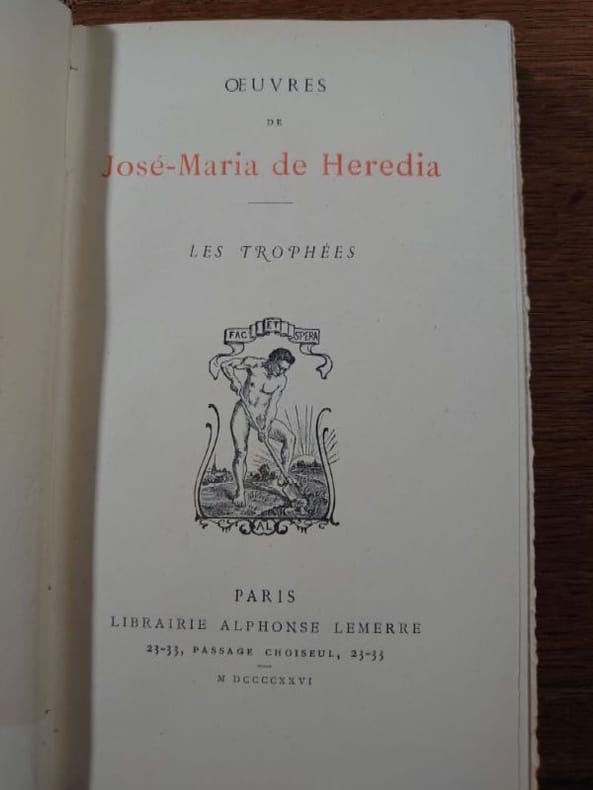 ŒUVRES
DE
José-Maria de Heredia
LES TROPHÉES
FAC ET SPERA
AL
PARIS
LIBRAIRIE ALPHONSE LEMERRE
23-33, PASSAGE CHOISEUL, 23-33
M DCCCCXXVI